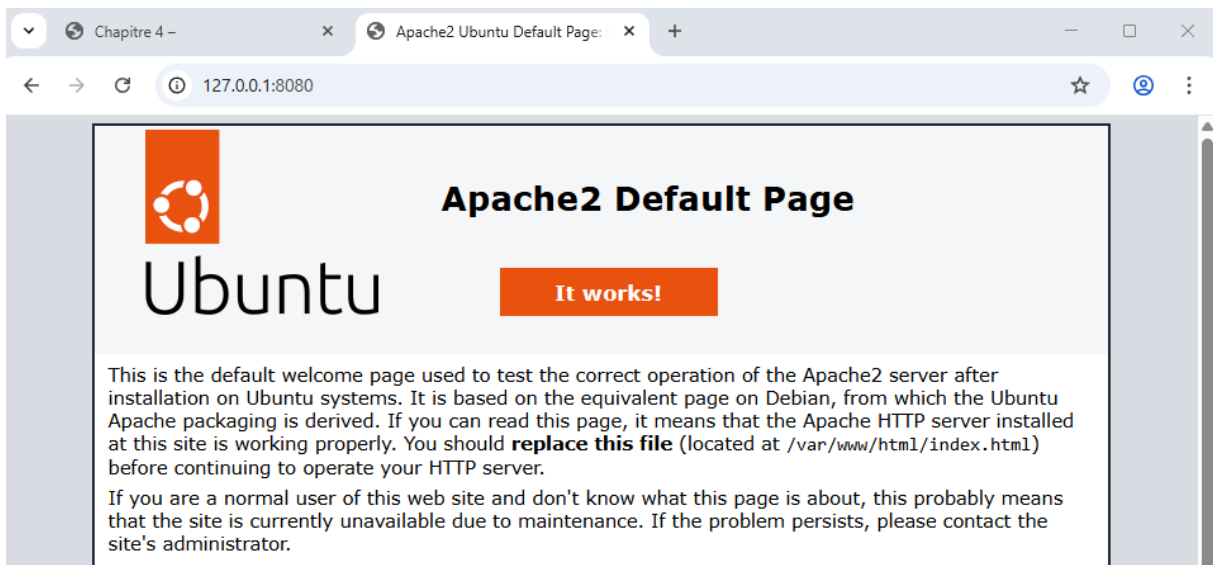 Chapitre 4 –
Apache2 Ubuntu Default Page:
127.0.0.1:8080
Apache2 Default Page
Ubuntu
It works!
This is the default welcome page used to test the correct operation of the Apache2 server after
installation on Ubuntu systems. It is based on the equivalent page on Debian, from which the Ubuntu
Apache packaging is derived. If you can read this page, it means that the Apache HTTP server installed
at this site is working properly. You should replace this file (located at /var/www/html/index.html)
before continuing to operate your HTTP server.
If you are a normal user of this web site and don't know what this page is about, this probably means
that the site is currently unavailable due to maintenance. If the problem persists, please contact the
site's administrator.